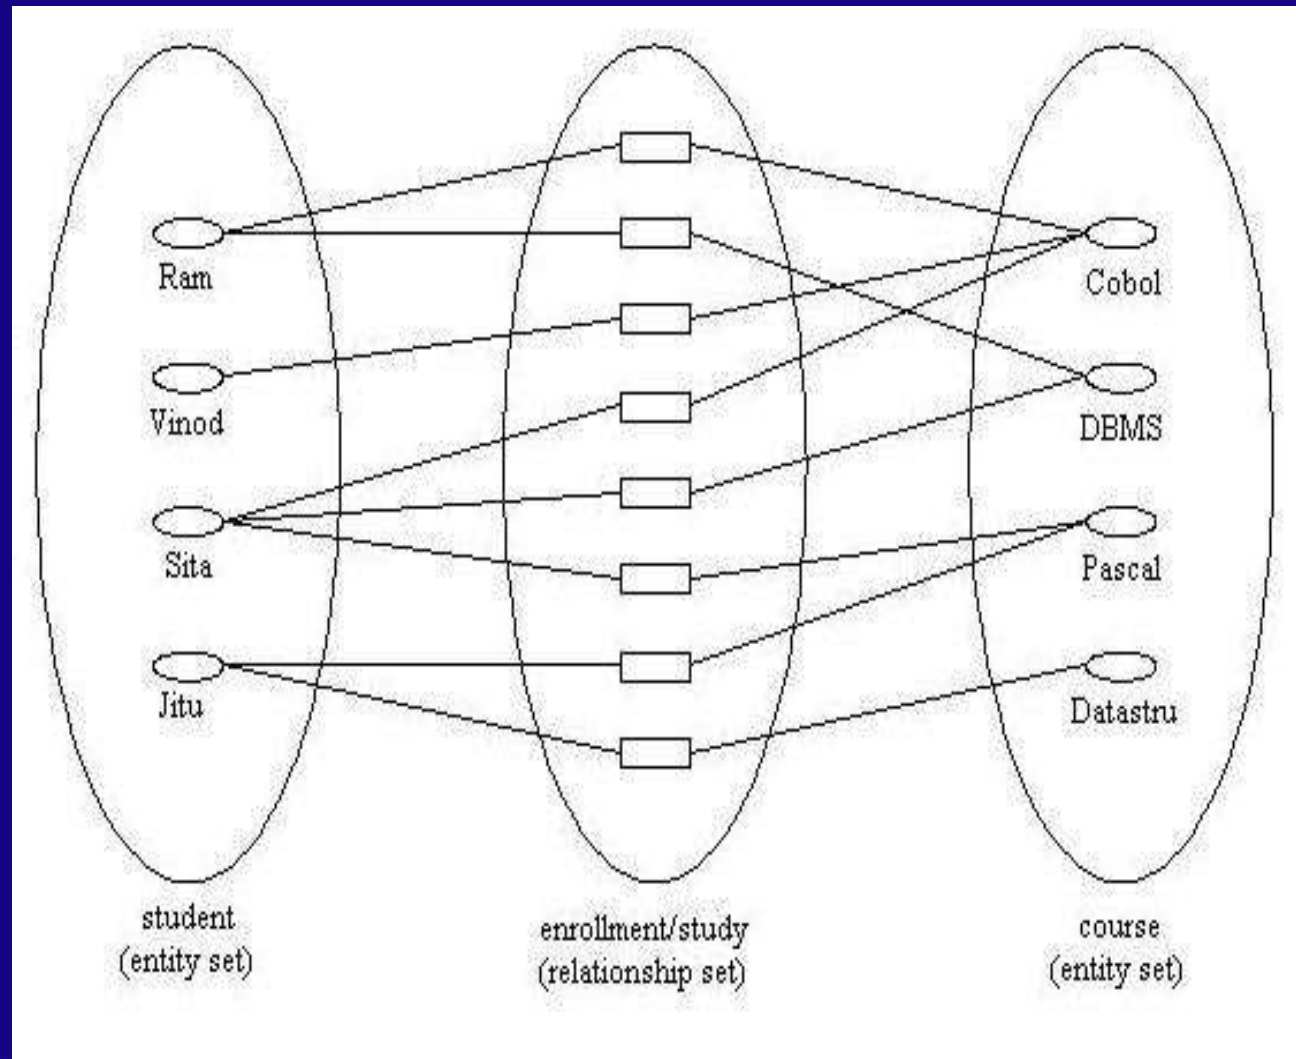 Ram
Vinod
Sita
Jitu
student
(entity set)
enrollment/study
(relationship set)
Cobol
DBMS
Pascal
Datastru
course
(entity set)